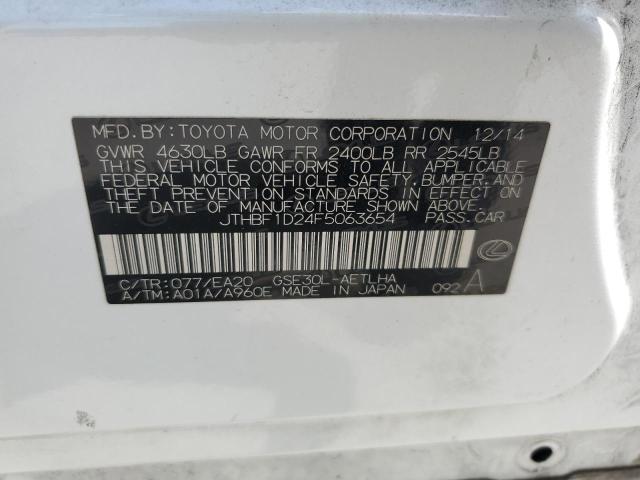 MFD. BY: TOYOTA MOTOR CORPORATION 12/14
GVWR 4630LB GAWR FR 2400LB RR 2545LB
THIS VEHICLE CONFORMS TO ALL APPLICABLE
FEDERAL MOTOR VEHICLE SAFETY, BUMPER, AND
THEFT PREVENTION STANDARDS IN EFFECT ON
THE DATE OF MANUFACTURE SHOWN ABOVE.
JTHBF1D24F5063654 PASS. CAR
C/TR: 077/EA20 GSE30L-AETLHA
A/TM: A01A/A960E MADE IN JAPAN 092 A